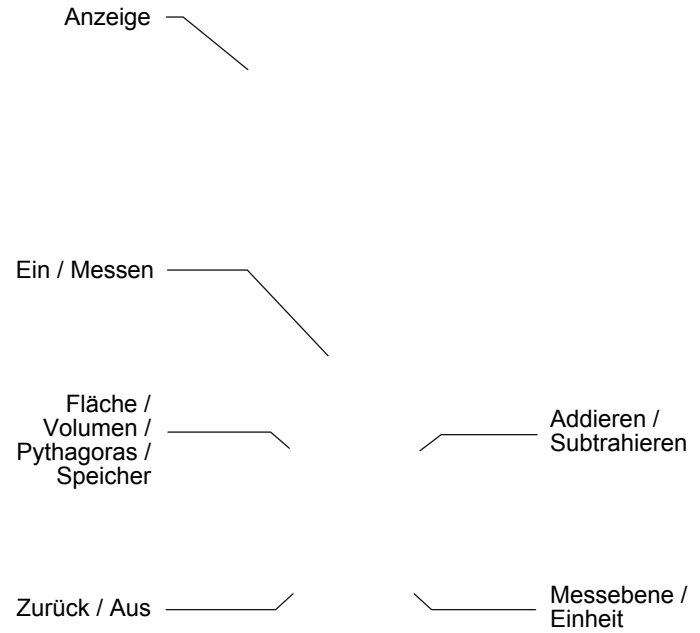 Anzeige
Ein / Messen
Fläche /
Volumen /
Pythagoras /
Speicher
Addieren /
Subtrahieren
Zurück / Aus
Messebene /
Einheit